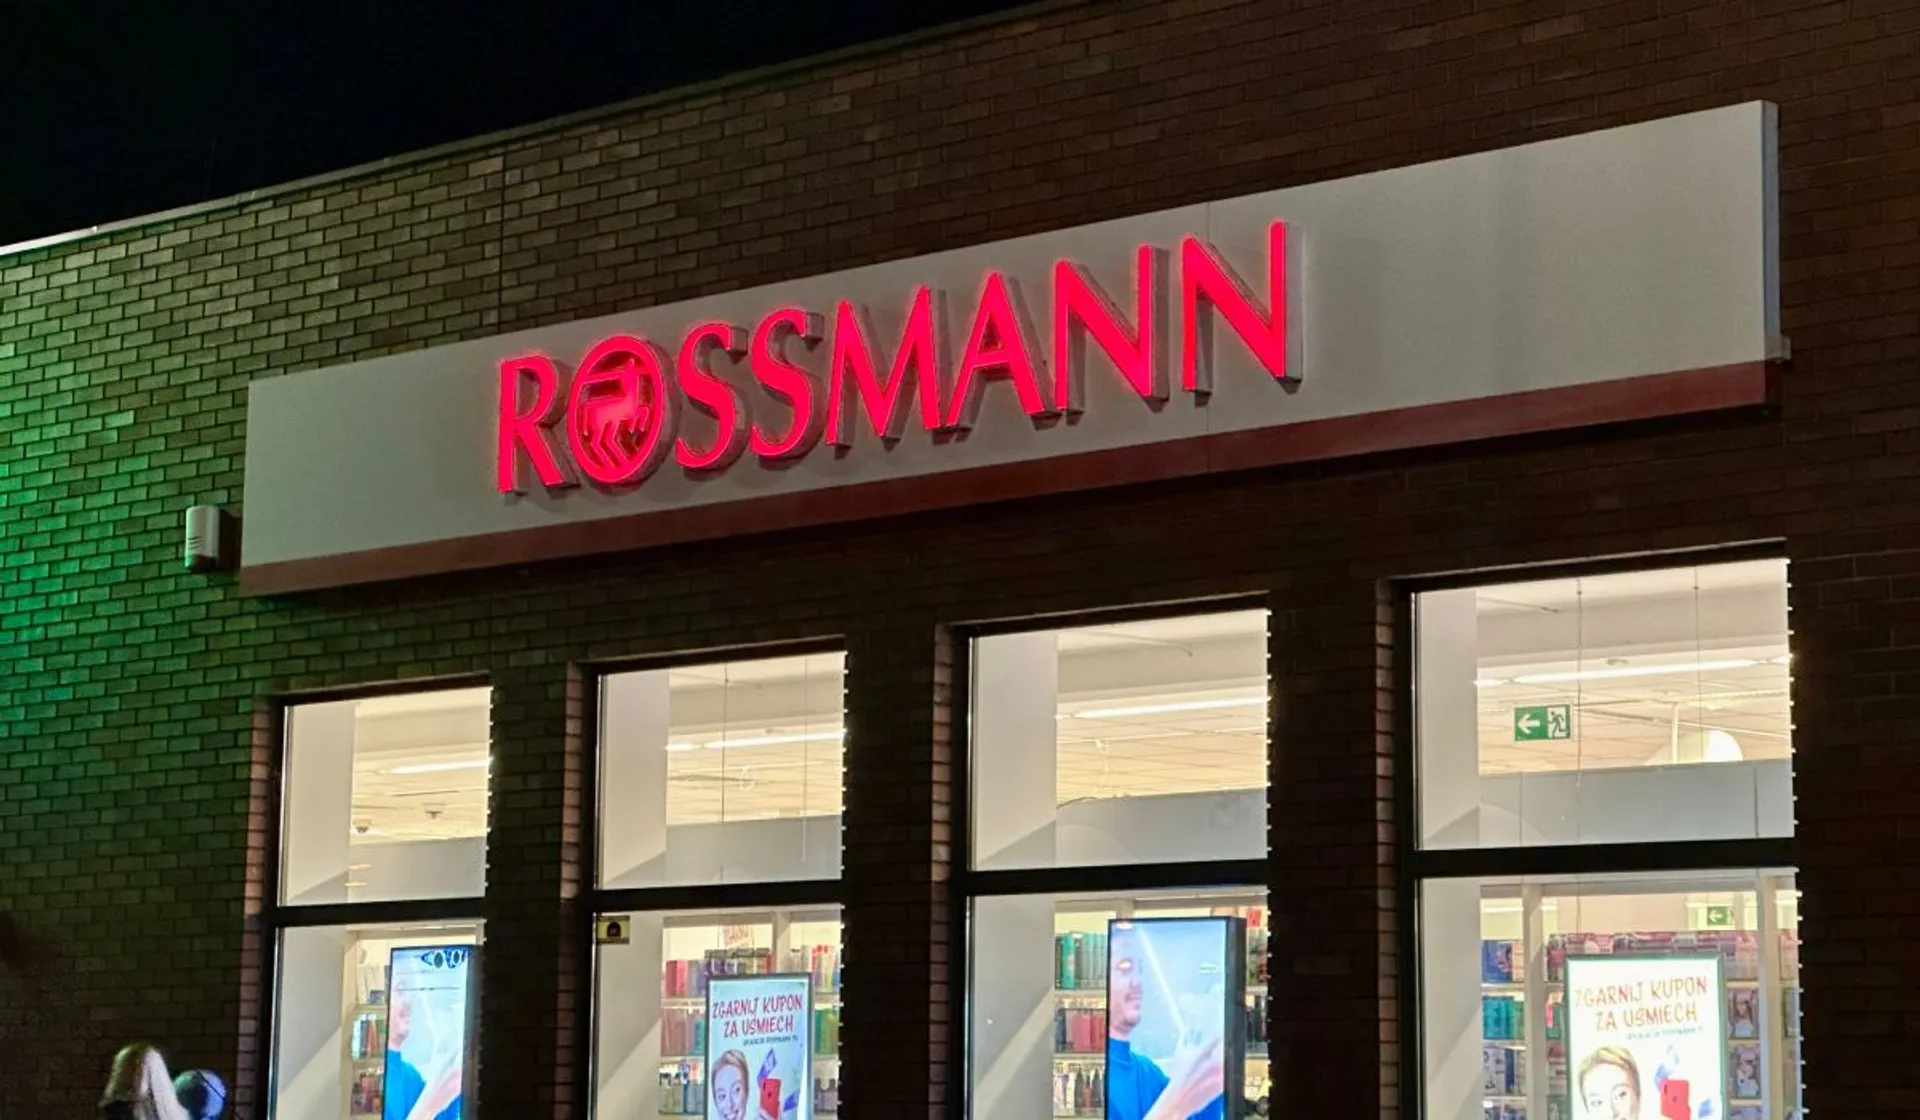 ROSSMANN
ZGARNIJ KUPON
ZA UŚMIECH
ZGARNIJ KUPON
ZA UŚMIECH